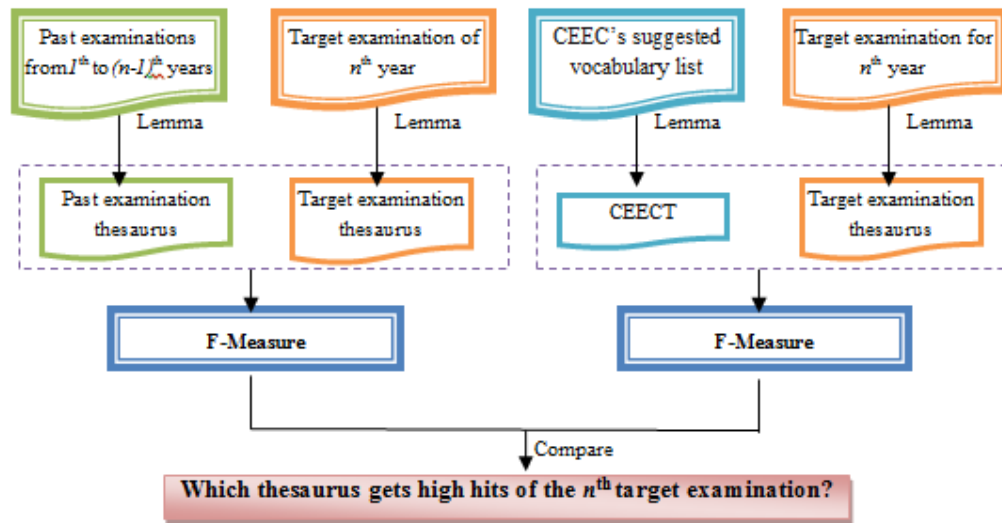 Past examinations
from 1th to (n-1)th years
Target examination of
nth year
CEEC's suggested
vocabulary list
Target examination for
nth year
Lemma
Lemma
Lemma
Lemma
Past examination
thesaurus
Target examination
thesaurus
CEECT
Target examination
thesaurus
F-Measure
F-Measure
Compare
Which thesaurus gets high hits of the nth target examination?